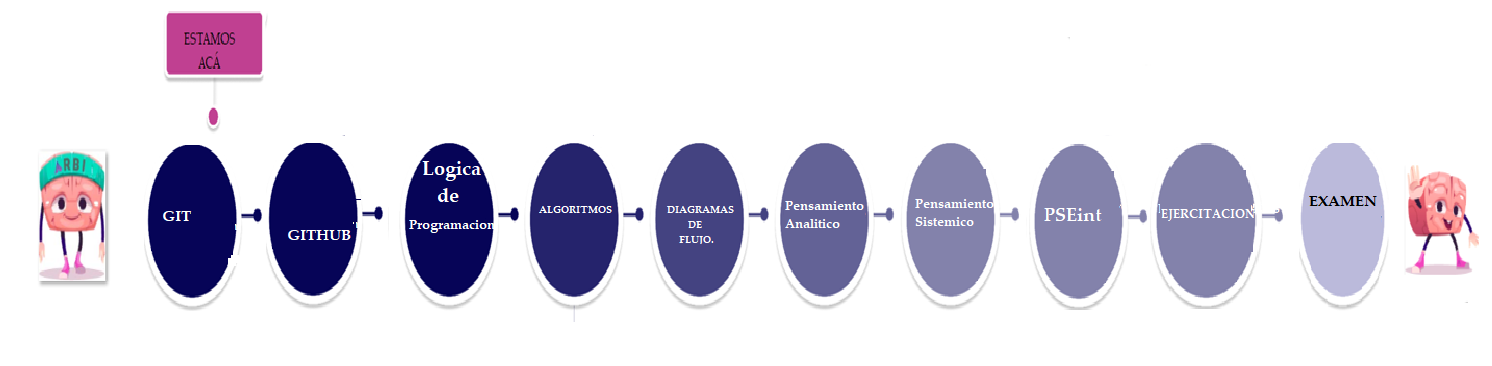 ESTAMOS
ACÁ
ARBI
GIT
GITHUB
Logica
de
Programacion
ALGORITMOS
DIAGRAMAS
DE
FLUJO.
Pensamiento
Analitico
Pensamiento
Sistemico
PSEint
EJERCITACION
EXAMEN